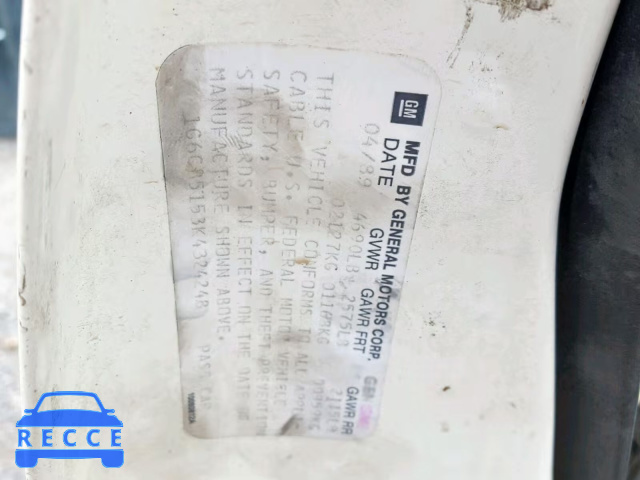 GM
MFD BY GENERAL MOTORS CORP.
DATE GVWR GAWR FRT GAWR RR
04/89 4690LB 2575LB
02127KG
THIS VEHICLE CONFORMS TO ALL
CABLE U.S. FEDERAL MOTOR VEHICLE
SAFETY, BUMPER, AND THEFT PREVENTION
STANDARDS IN EFFECT ON THE DATE OF
MANUFACTURE SHOWN ABOVE.
PASS CAR
RECCE